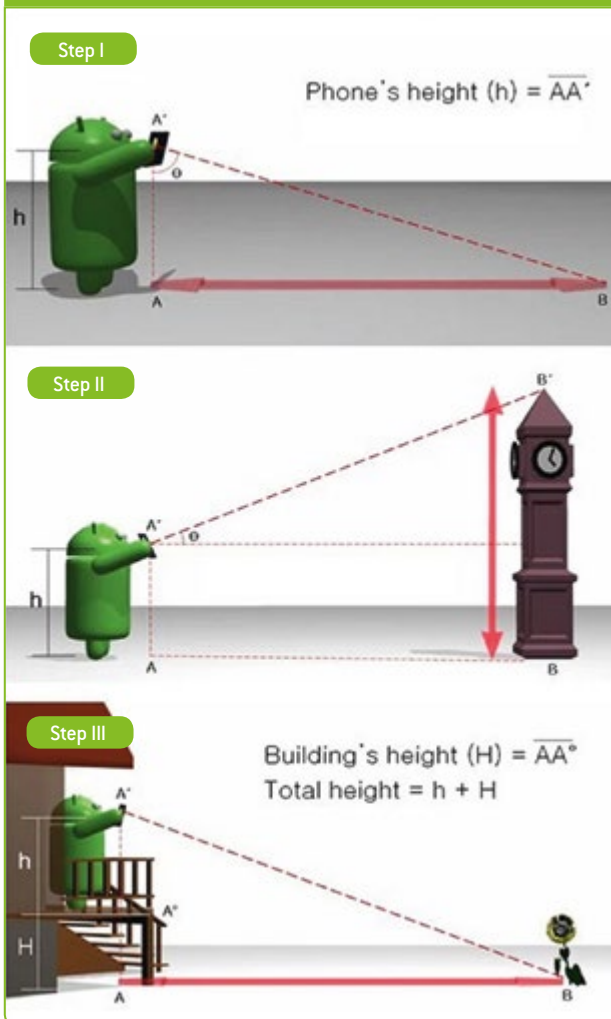 Step I
Phone's height (h) = AA'
A'
θ
h
A
B
Step II
B'
A'
θ
h
A
B
Step III
Building's height (H) = AA°
Total height = h + H
A'
h
A°
H
A
B